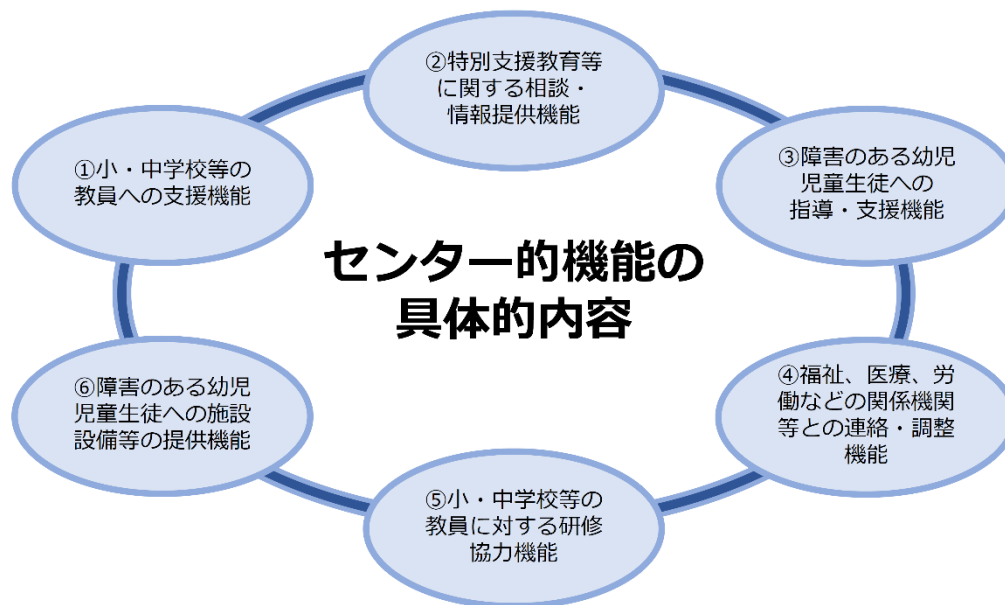 センター的機能の
具体的内容
①小・中学校等の
教員への支援機能
②特別支援教育等
に関する相談・
情報提供機能
③障害のある幼児
児童生徒への
指導・支援機能
④福祉、医療、労
働などの関係機関
等との連絡・調整
機能
⑤小・中学校等の
教員に対する研修
協力機能
⑥障害のある幼児
児童生徒への施設
設備等の提供機能